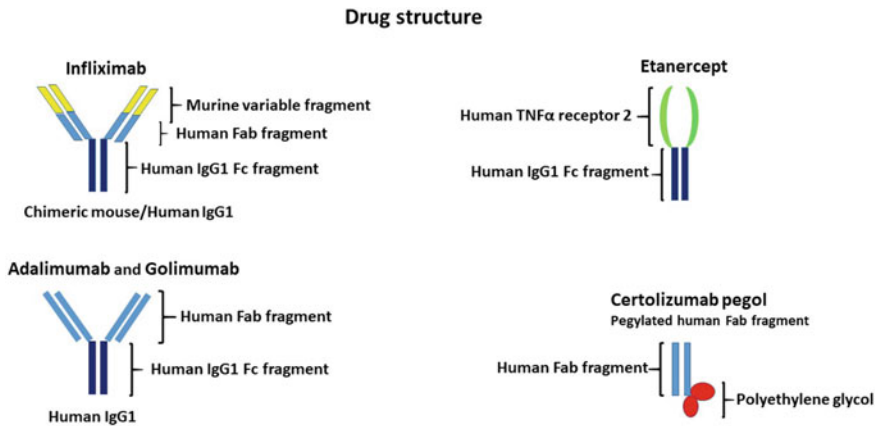 Drug structure
Infliximab
Murine variable fragment
Human Fab fragment
Human IgG1 Fc fragment
Chimeric mouse/Human IgG1
Etanercept
Human TNFα receptor 2
Human IgG1 Fc fragment
Adalimumab and Golimumab
Human Fab fragment
Human IgG1 Fc fragment
Human IgG1
Certolizumab pegol
Pegylated human Fab fragment
Human Fab fragment
Polyethylene glycol